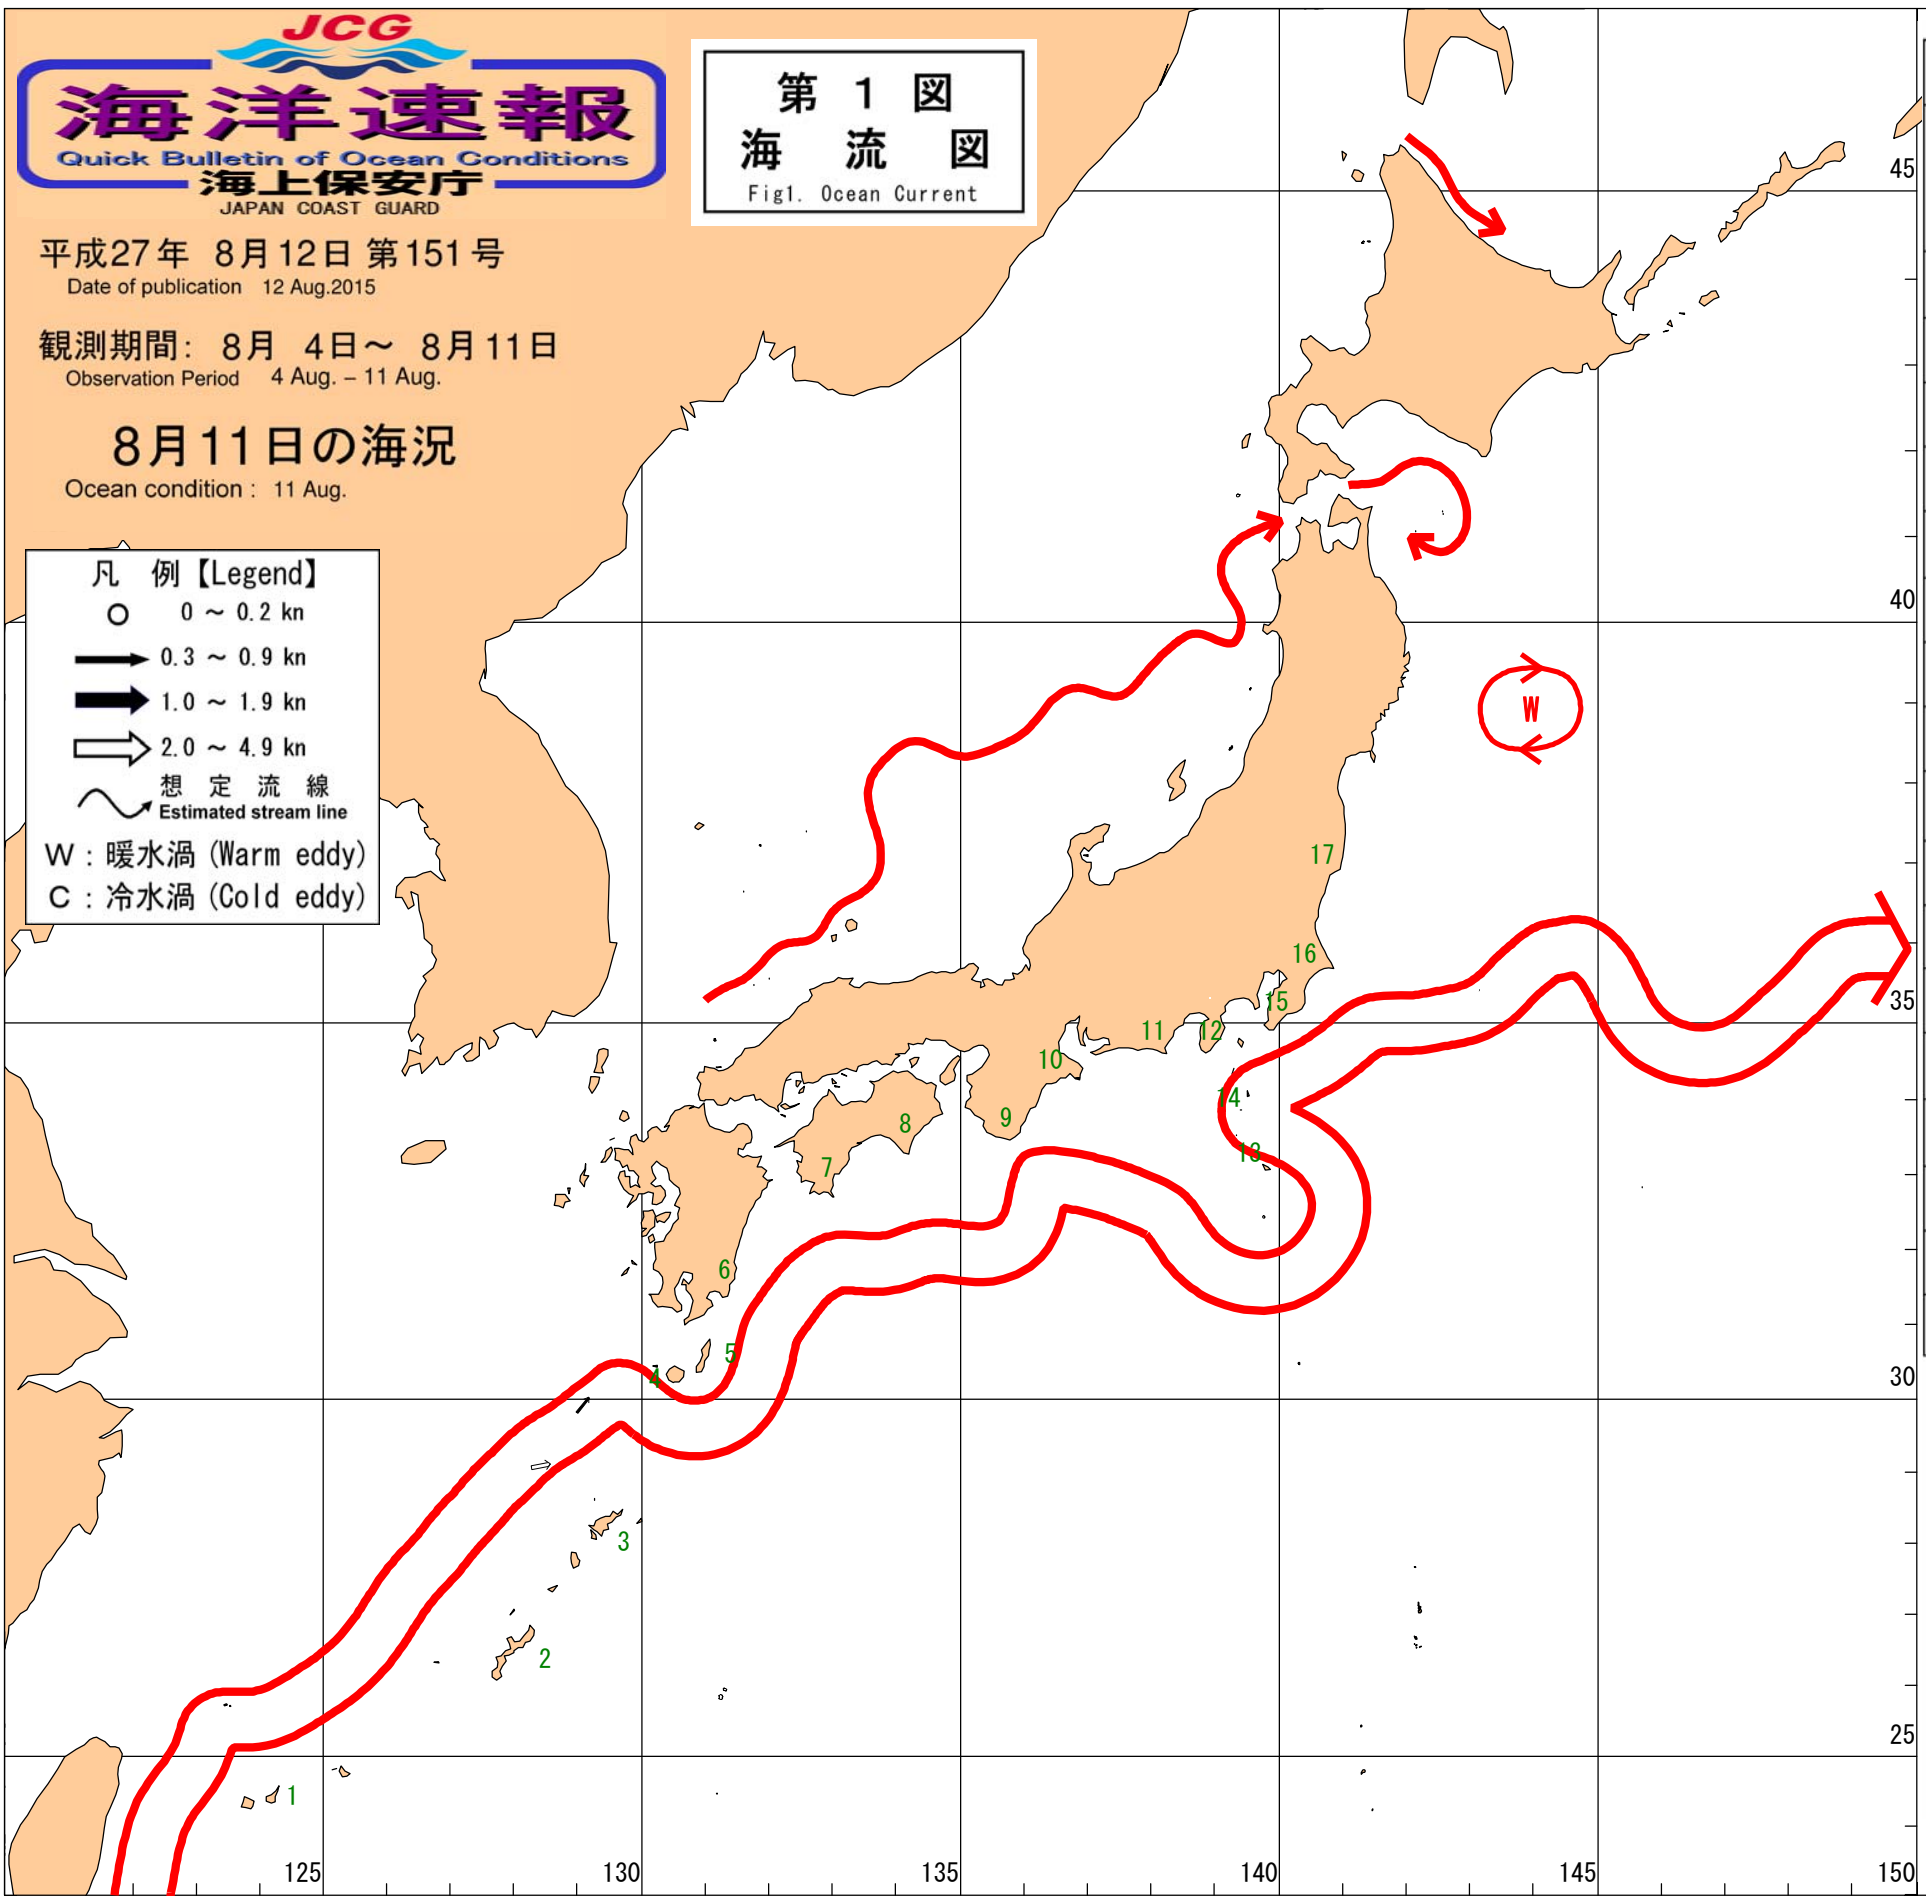 JCG
海洋速報
Quick Bulletin of Ocean Conditions
海上保安庁
JAPAN COAST GUARD
平成27年 8月12日 第151号
Date of publication 12 Aug.2015
観測期間: 8月 4日～ 8月11日
Observation Period 4 Aug. – 11 Aug.
8月11日の海況
Ocean condition : 11 Aug.
第 1 図
海 流 図
Fig1. Ocean Current
凡 例【Legend】
0 ～ 0.2 kn
0.3 ～ 0.9 kn
1.0 ～ 1.9 kn
2.0 ～ 4.9 kn
想 定 流 線
Estimated stream line
W : 暖水渦 (Warm eddy)
C : 冷水渦 (Cold eddy)
45
40
W
17
16
35
15
12
11
10
14
9
8
13
7
6
5
4
30
3
2
25
1
125
130
135
140
145
150